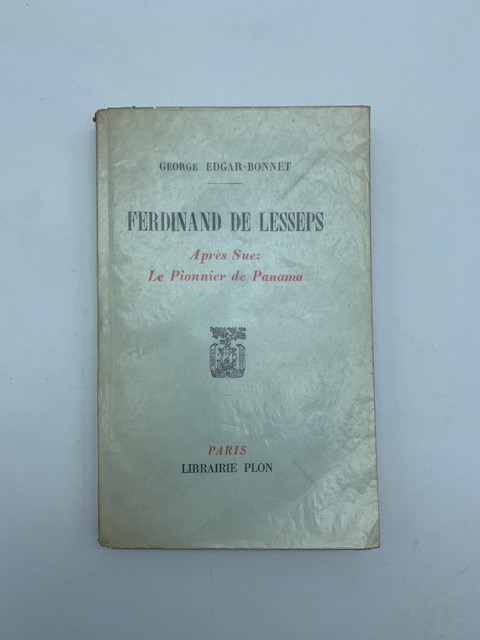 GEORGE EDGAR-BONNET
FERDINAND DE LESSEPS
Après Suez
Le Pionnier de Panama
PARIS
LIBRAIRIE PLON